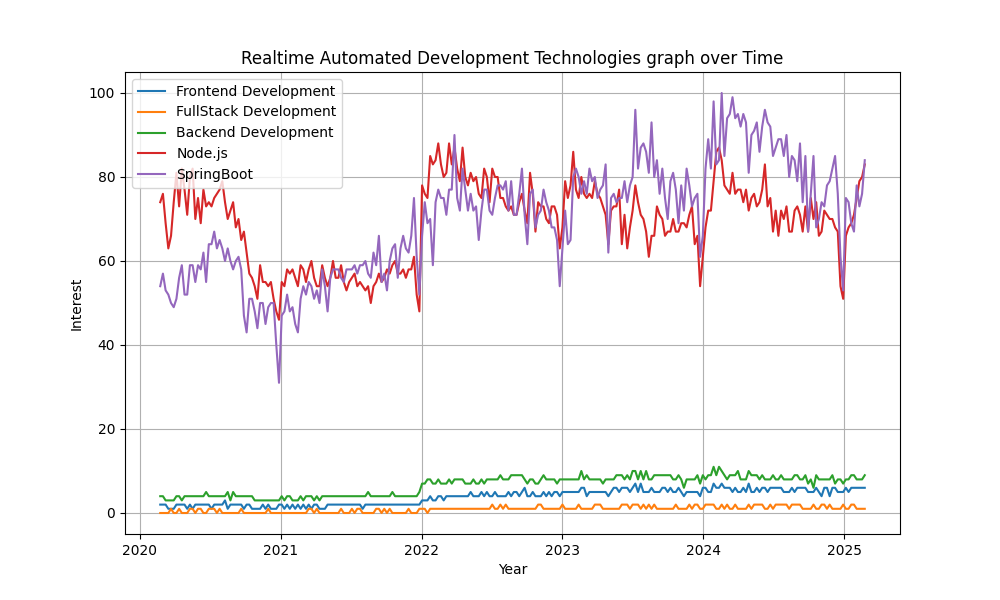 Realtime Automated Development Technologies graph over Time
Frontend Development
FullStack Development
Backend Development
Node.js
SpringBoot
100
80
60
40
20
0
Interest
2020 2021 2022 2023 2024 2025
Year